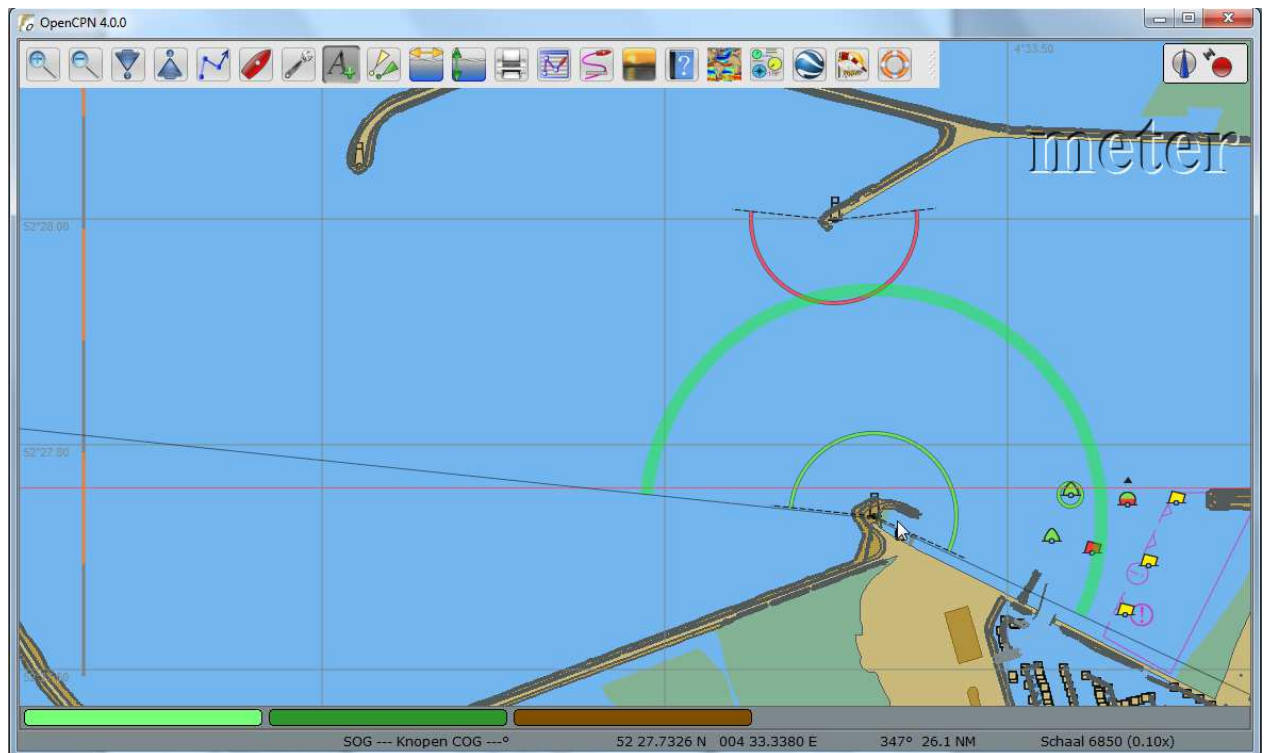 OpenCPN 4.0.0
4°33.50
meter
52°28.00
52°27.80
SOG --- Knopen COG ---°
52 27.7326 N 004 33.3380 E
347° 26.1 NM
Schaal 6850 (0.10x)